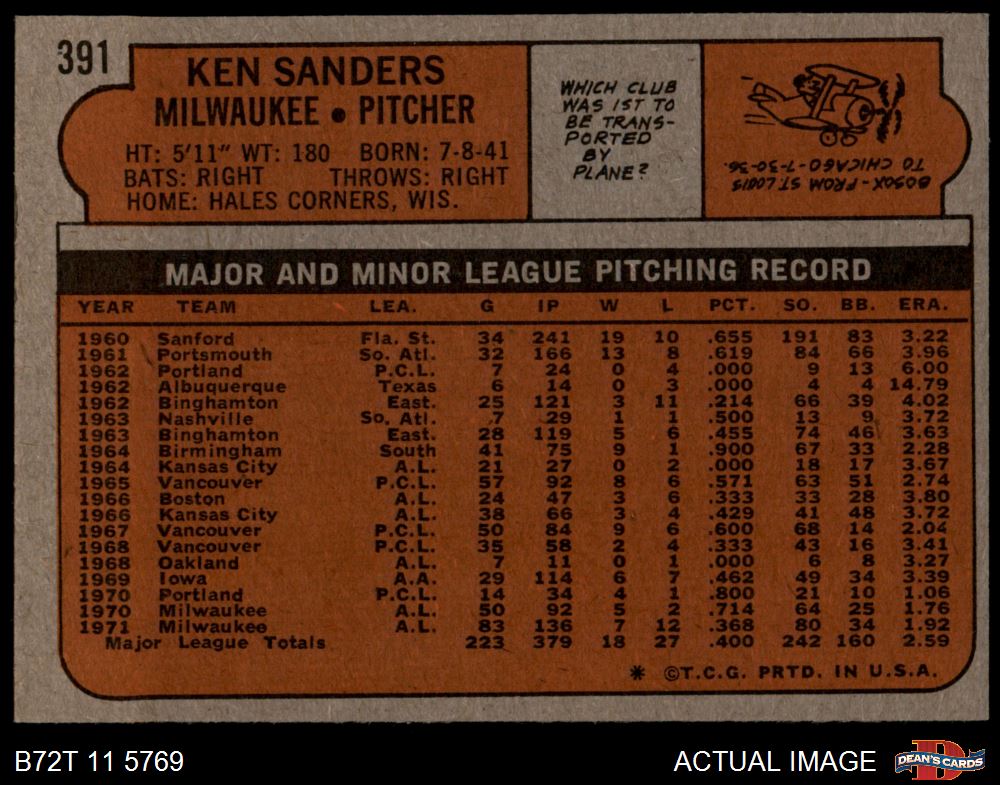 391
KEN SANDERS
MILWAUKEE • PITCHER
HT: 5'11" WT: 180 BORN: 7-8-41
BATS: RIGHT THROWS: RIGHT
HOME: HALES CORNERS, WIS.
WHICH CLUB
WAS 1ST TO
BE TRANS-
PORTED
BY
PLANE?
BOSOX-FROM ST. LOUIS
TO CHICAGO-7-30-36.
MAJOR AND MINOR LEAGUE PITCHING RECORD
YEAR TEAM LEA. G IP W L PCT. SO. BB. ERA.
1960 Sanford Fla. St. 34 241 19 10 .655 191 83 3.22
1961 Portsmouth So. Atl. 32 166 13 8 .619 84 66 3.96
1962 Portland P.C.L. 7 24 0 4 .000 9 13 6.00
1962 Albuquerque Texas 6 14 0 3 .000 4 4 14.79
1962 Binghamton East. 25 121 3 11 .214 66 39 4.02
1963 Nashville So. Atl. 7 29 1 1 .500 13 9 3.72
1963 Binghamton East. 28 119 5 6 .455 74 46 3.63
1964 Birmingham South 41 75 9 1 .900 67 33 2.28
1964 Kansas City A.L. 21 27 0 2 .000 18 17 3.67
1965 Vancouver P.C.L. 57 92 8 6 .571 63 51 2.74
1966 Boston A.L. 24 47 3 6 .333 33 28 3.80
1966 Kansas City A.L. 38 66 3 4 .429 41 48 3.72
1967 Vancouver P.C.L. 50 84 9 6 .600 68 14 2.04
1968 Vancouver P.C.L. 35 58 2 4 .333 43 16 3.41
1968 Oakland A.L. 7 11 0 1 .000 6 8 3.27
1969 Iowa A.A. 29 114 6 7 .462 49 34 3.39
1970 Portland P.C.L. 14 34 4 1 .800 21 10 1.06
1970 Milwaukee A.L. 50 92 5 2 .714 64 25 1.76
1971 Milwaukee A.L. 83 136 7 12 .368 80 34 1.92
Major League Totals 223 379 18 27 .400 242 160 2.59
* ©T.C.G. PRTD. IN U.S.A.
B72T 11 5769
ACTUAL IMAGE
D
DEAN'S CARDS